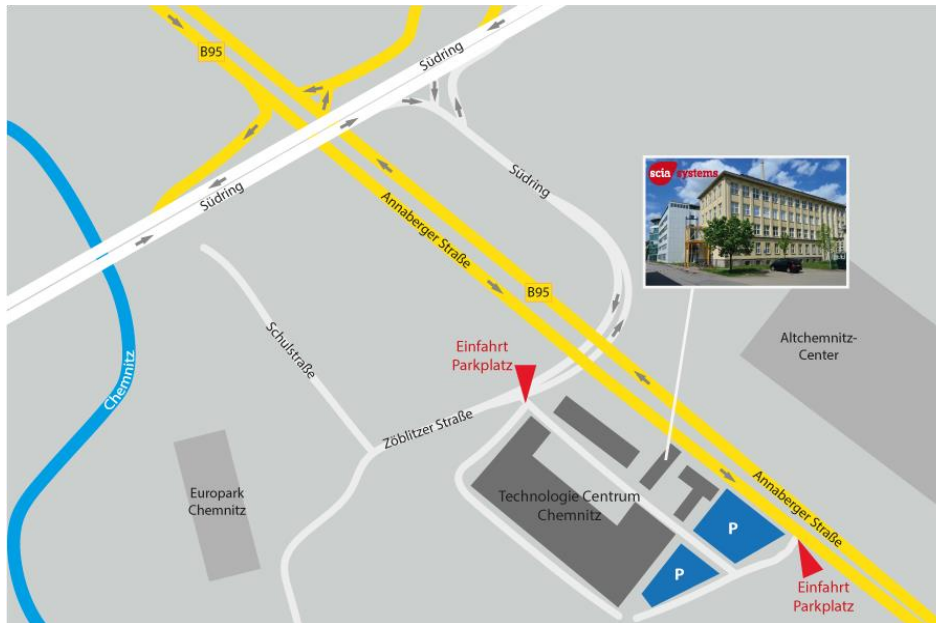 B95
Südring
Südring
Südring
Annaberger Straße
scia systems
B95
Schulstraße
Chemnitz
Einfahrt
Parkplatz
Altchemnitz-
Center
Zöblitzer Straße
Europark
Chemnitz
Technologie Centrum
Chemnitz
Annaberger Straße
P
P
Einfahrt
Parkplatz